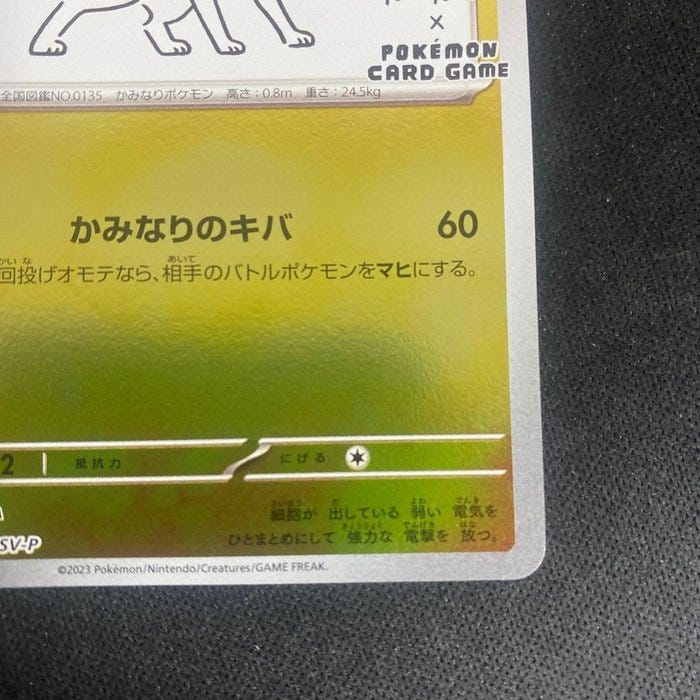 ×
POKÉMON
CARD GAME
全国図鑑NO.0135 かみなりポケモン 高さ:0.8m 重さ:24.5kg
かみなりのキバ 60
回投げオモテなら、相手のバトルポケモンをマヒにする。
2 抵抗力 にげる
細胞が 出している 弱い 電気を
SV-P ひとまとめにして 強力な 電撃を 放つ。
©2023 Pokémon/Nintendo/Creatures/GAME FREAK.